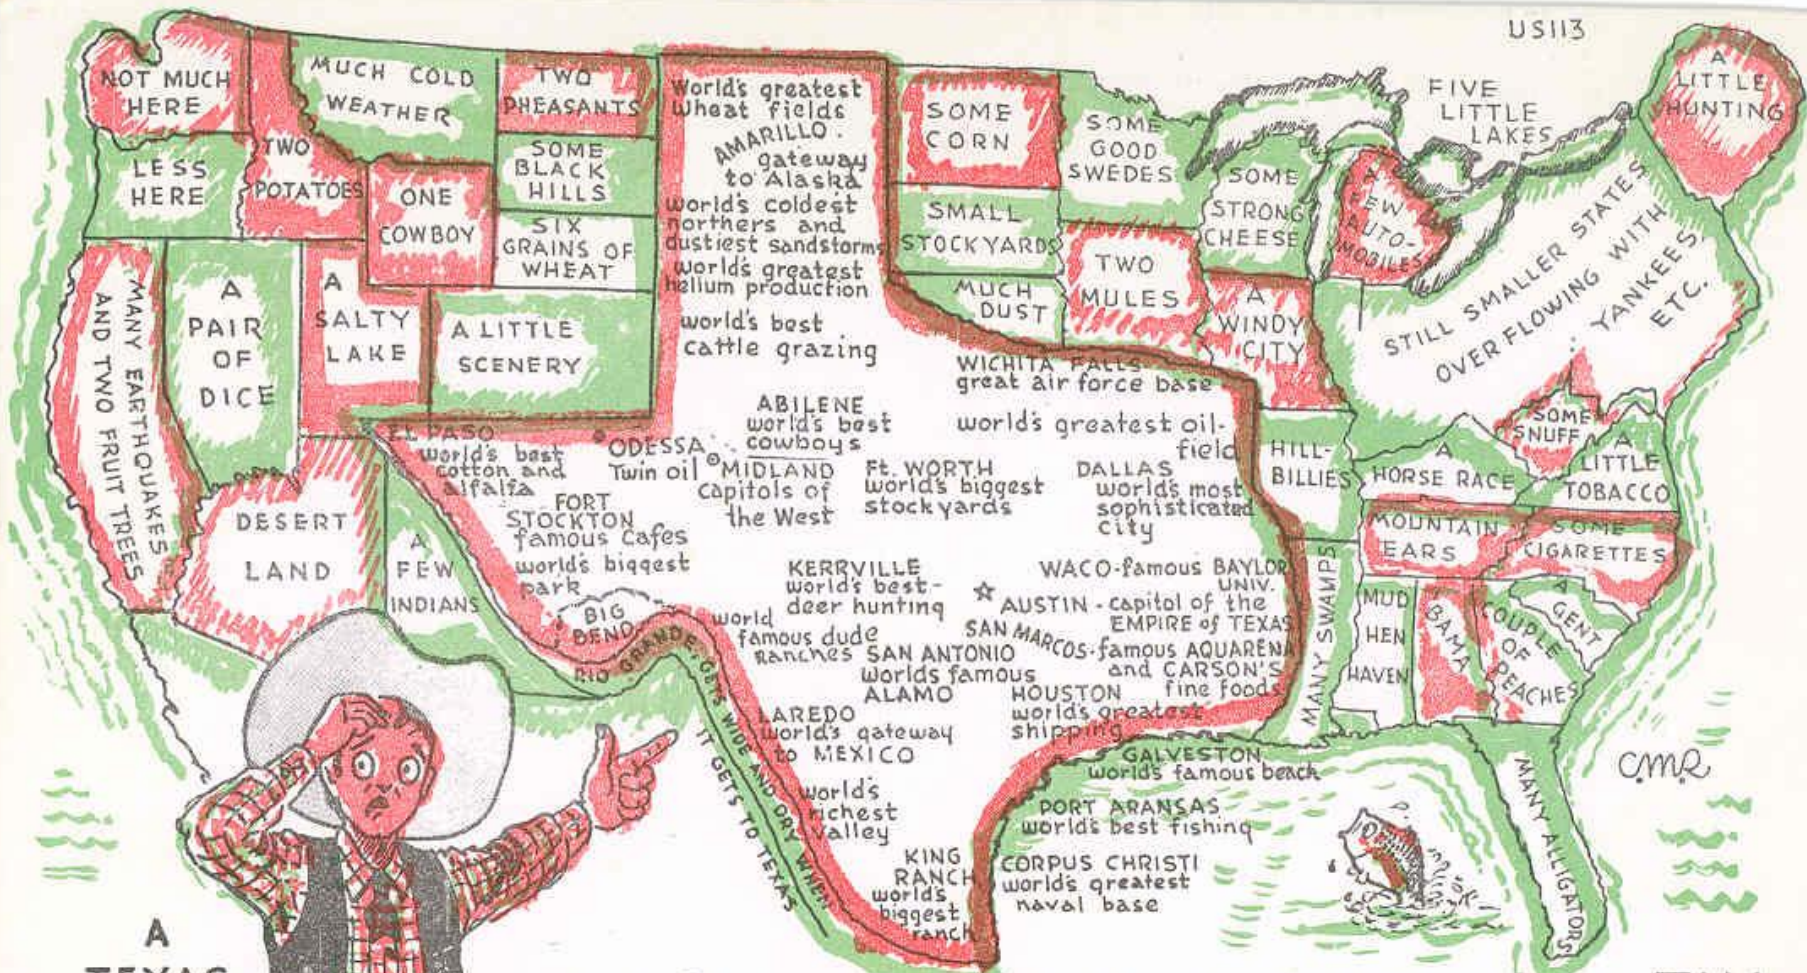 US113
NOT MUCH
HERE
LESS
HERE
MUCH COLD
WEATHER
TWO
POTATOES
ONE
COWBOY
TWO
PHEASANTS
SOME
BLACK
HILLS
SIX
GRAINS OF
WHEAT
MANY EARTHQUAKES
AND TWO FRUIT TREES
A
PAIR
OF
DICE
A
SALTY
LAKE
A LITTLE
SCENERY
DESERT
LAND
A
FEW
INDIANS
World's greatest
wheat fields
AMARILLO.
gateway
to Alaska
world's coldest
northers and
dustiest sandstorms
world's greatest
helium production
world's best
cattle grazing
WICHITA FALLS
great air force base
ABILENE
world's best
cowboys
world's greatest oil-
field
EL PASO
world's best
cotton and
alfalfa
ODESSA
Twin oil
MIDLAND
Capitols of
the West
Ft. WORTH
world's biggest
stockyards
DALLAS
world's most
sophisticated
city
FORT
STOCKTON
famous Cafes
world's biggest
park
BIG
BEND
KERRVILLE
world's best-
deer hunting
WACO-famous BAYLOR
UNIV.
AUSTIN - capitol of the
EMPIRE of TEXAS
world
famous dude
Ranches
SAN MARCOS-famous AQUARENA
and CARSON'S
fine foods
SAN ANTONIO
worlds famous
ALAMO
HOUSTON
world's greatest
shipping
LAREDO
world's gateway
to MEXICO
world's
richest
valley
KING
RANCH
world's
biggest
ranch
RIO GRANDE, GETS WIDE AND DRY WHEN
IT GETS TO TEXAS
GALVESTON
world's famous beach
PORT ARANSAS
world's best fishing
CORPUS CHRISTI
world's greatest
naval base
SOME
CORN
SMALL
STOCKYARDS
MUCH
DUST
SOME
GOOD
SWEDES
TWO
MULES
SOME
STRONG
CHEESE
A
WINDY
CITY
FIVE
LITTLE
LAKES
A
FEW
AUTO-
MOBILES
A
LITTLE
HUNTING
STILL SMALLER STATES
OVERFLOWING WITH
YANKEES
ETC.
HILL-
BILLIES
MANY SWAMPS
A
HORSE RACE
SOME
SNUFF
A
LITTLE
TOBACCO
MOUNTAIN
EARS
SOME
CIGARETTES
MUD
HEN
HAVEN
BAMA
COUPLE
OF
PEACHES
A
GENT
MANY ALLIGATORS
C.M.R
A
TEXAS